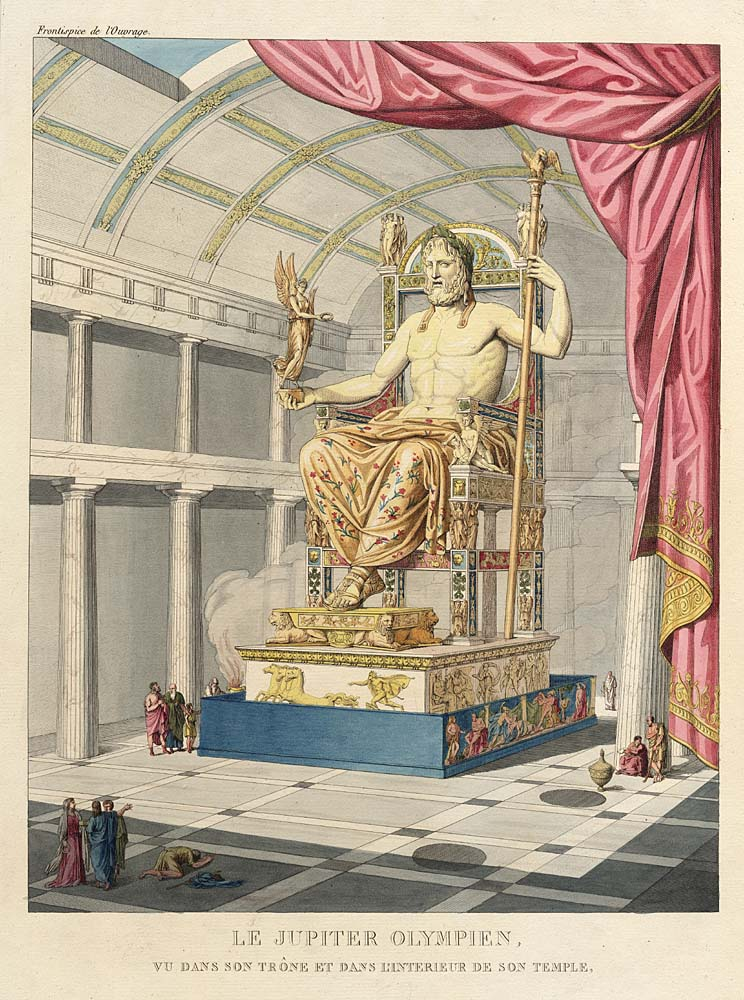 Frontispice de l'Ouvrage.
LE JUPITER OLYMPIEN,
VU DANS SON TRÔNE ET DANS L'INTERIEUR DE SON TEMPLE,